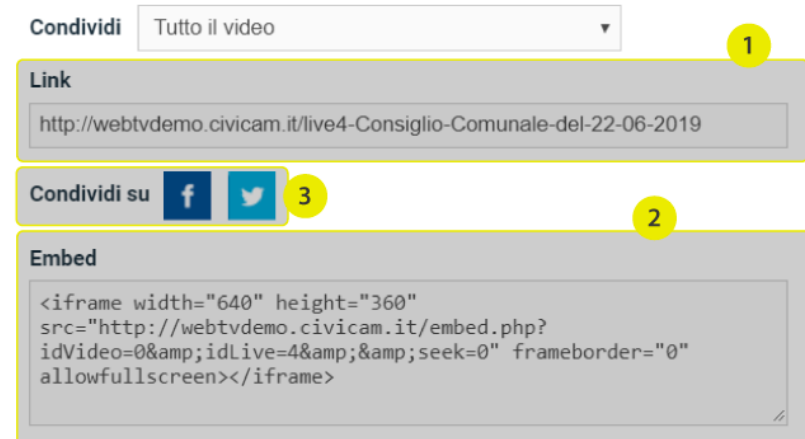 Condividi Tutto il video
1
Link
http://webtvdemo.civicam.it/live4-Consiglio-Comunale-del-22-06-2019
Condividi su f 3
2
Embed
<iframe width="640" height="360"
src="http://webtvdemo.civicam.it/embed.php?
idVideo=0&amp;idLive=4&amp;&amp;seek=0" frameborder="0"
allowfullscreen></iframe>